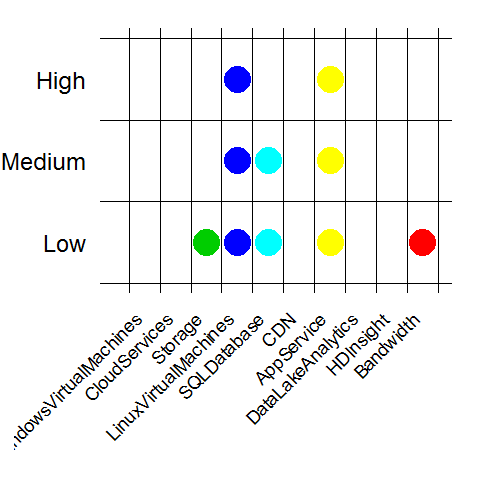 High
Medium
Low
ndowsVirtualMachines
CloudServices
Storage
LinuxVirtualMachines
SQLDatabase
CDN
AppService
DataLakeAnalytics
HDInsight
Bandwidth